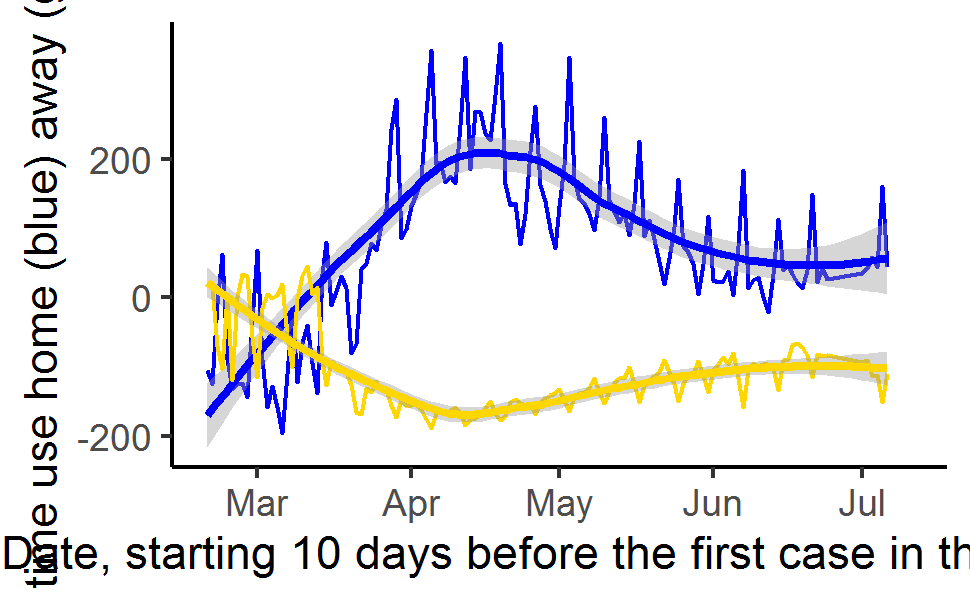 time use home (blue) away (
200
0
-200
Mar Apr May Jun Jul
Date, starting 10 days before the first case in th